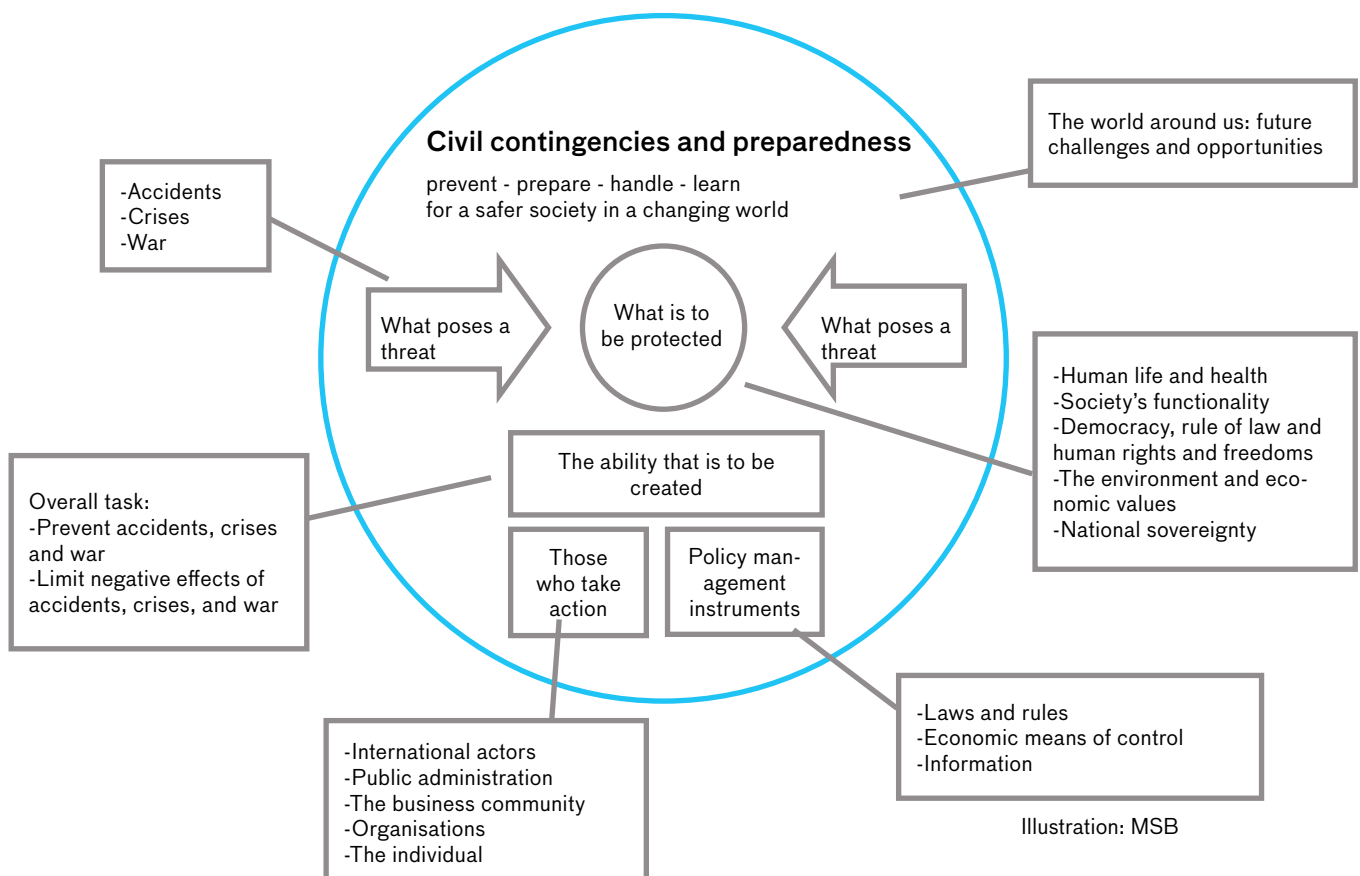 Civil contingencies and preparedness
prevent - prepare - handle - learn
for a safer society in a changing world
The world around us: future
challenges and opportunities
-Accidents
-Crises
-War
What poses a
threat
What is to
be protected
What poses a
threat
-Human life and health
-Society’s functionality
-Democracy, rule of law and
human rights and freedoms
-The environment and eco-
nomic values
-National sovereignty
The ability that is to be
created
Overall task:
-Prevent accidents, crises
and war
-Limit negative effects of
accidents, crises, and war
Those
who take
action
Policy man-
agement
instruments
-International actors
-Public administration
-The business community
-Organisations
-The individual
-Laws and rules
-Economic means of control
-Information
Illustration: MSB